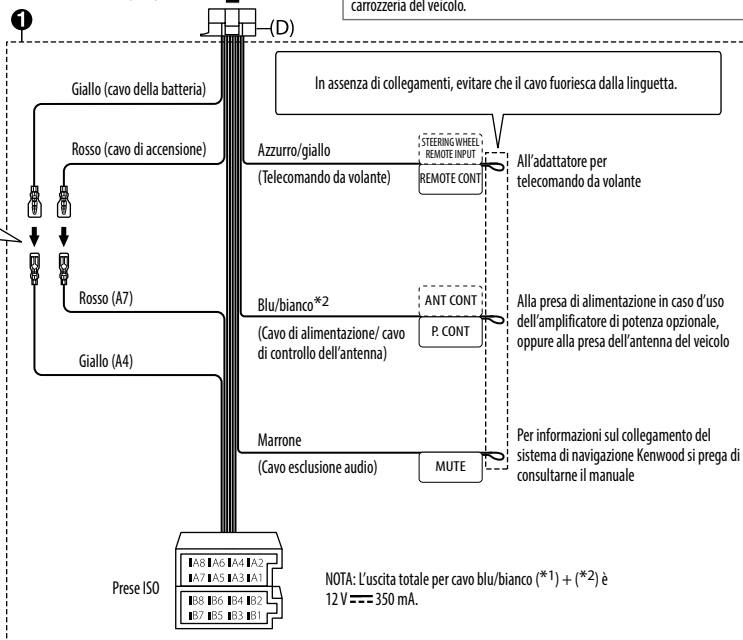 carrozzeria del veicolo.
1
(D)
In assenza di collegamenti, evitare che il cavo fuoriesca dalla linguetta.
Giallo (cavo della batteria)
Rosso (cavo di accensione)
Azzurro/giallo
(Telecomando da volante)
STEERING WHEEL
REMOTE INPUT
REMOTE CONT
All'adattatore per
telecomando da volante
Rosso (A7)
Giallo (A4)
Blu/bianco*2
(Cavo di alimentazione/ cavo
di controllo dell'antenna)
ANT CONT
P. CONT
Alla presa di alimentazione in caso d'uso
dell'amplificatore di potenza opzionale,
oppure alla presa dell'antenna del veicolo
Marrone
(Cavo esclusione audio)
MUTE
Per informazioni sul collegamento del
sistema di navigazione Kenwood si prega di
consultarne il manuale
Prese ISO
A8 A6 A4 A2
A7 A5 A3 A1
B8 B6 B4 B2
B7 B5 B3 B1
NOTA: L'uscita totale per cavo blu/bianco (*1) + (*2) è
12 V ⎓ 350 mA.